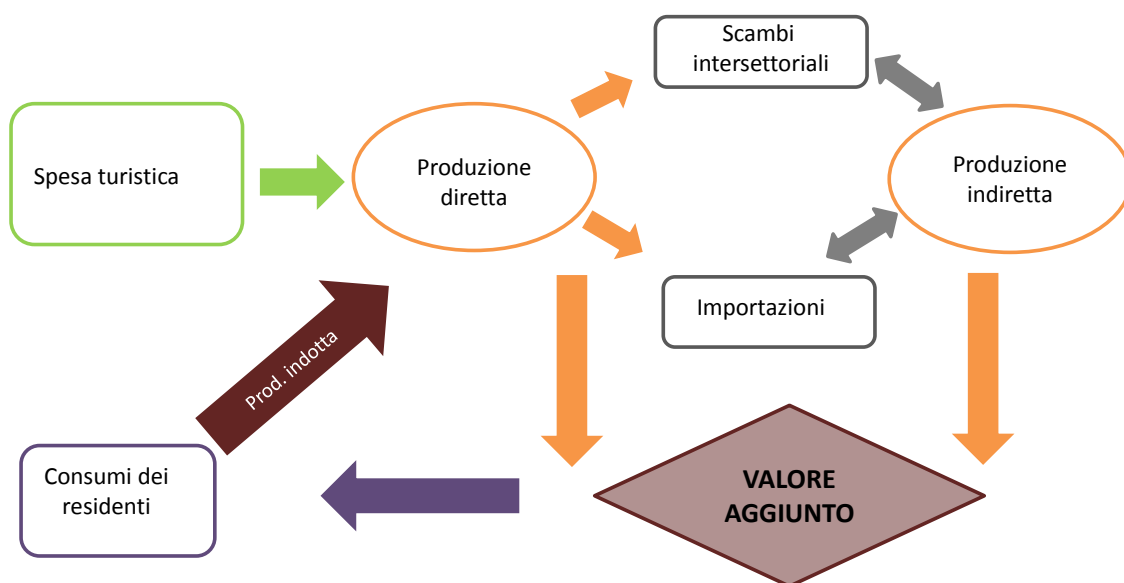 Scambi
intersettoriali
Spesa turistica
Produzione
diretta
Produzione
indiretta
Importazioni
Prod. indotta
Consumi dei
residenti
VALORE
AGGIUNTO